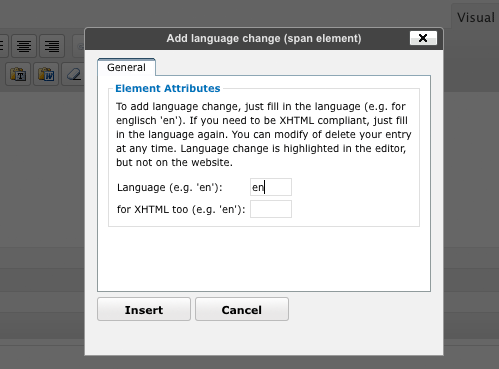 Visual
Add language change (span element)
General
Element Attributes
To add language change, just fill in the language (e.g. for
englisch 'en'). If you need to be XHTML compliant, just fill
in the language again. You can modify of delete your entry
at any time. Language change is highlighted in the editor,
but not on the website.
Language (e.g. 'en'): en
for XHTML too (e.g. 'en'):
Insert Cancel